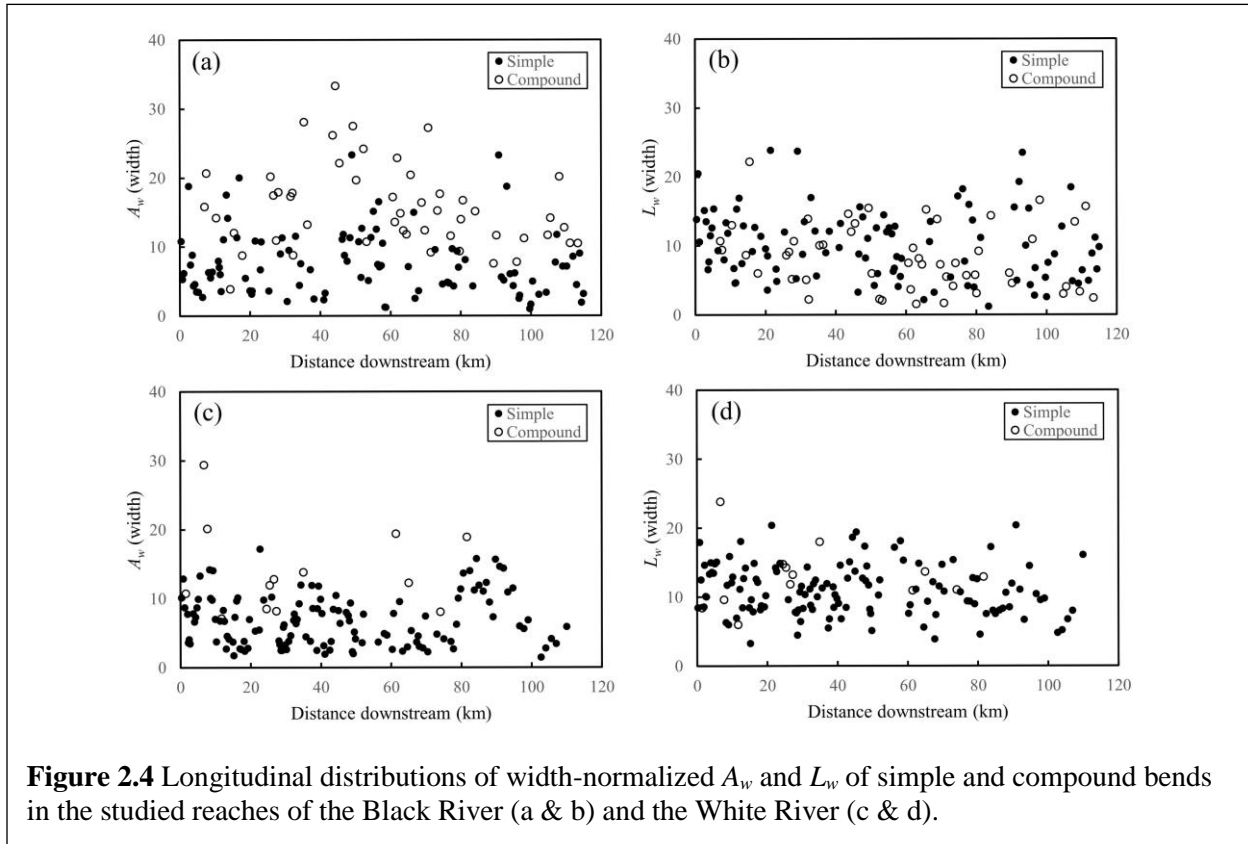 (a)
Simple
Compound
40
30
20
10
0
A_w (width)
0 20 40 60 80 100 120
Distance downstream (km)
(b)
Simple
Compound
40
30
20
10
0
L_w (width)
0 20 40 60 80 100 120
Distance downstream (km)
(c)
Simple
Compound
40
30
20
10
0
A_w (width)
0 20 40 60 80 100 120
Distance downstream (km)
(d)
Simple
Compound
40
30
20
10
0
L_w (width)
0 20 40 60 80 100 120
Distance downstream (km)
Figure 2.4 Longitudinal distributions of width-normalized A_w and L_w of simple and compound bends
in the studied reaches of the Black River (a & b) and the White River (c & d).